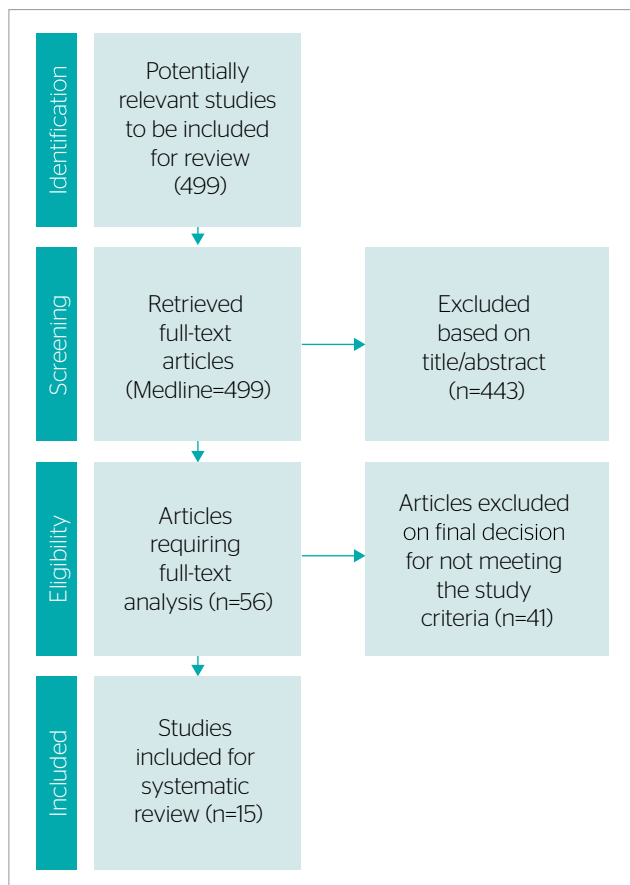 Identification
Potentially
relevant studies
to be included
for review
(499)
Screening
Retrieved
full-text
articles
(Medline=499)
Excluded
based on
title/abstract
(n=443)
Eligibility
Articles
requiring
full-text
analysis (n=56)
Articles excluded
on final decision
for not meeting
the study
criteria (n=41)
Included
Studies
included for
systematic
review (n=15)